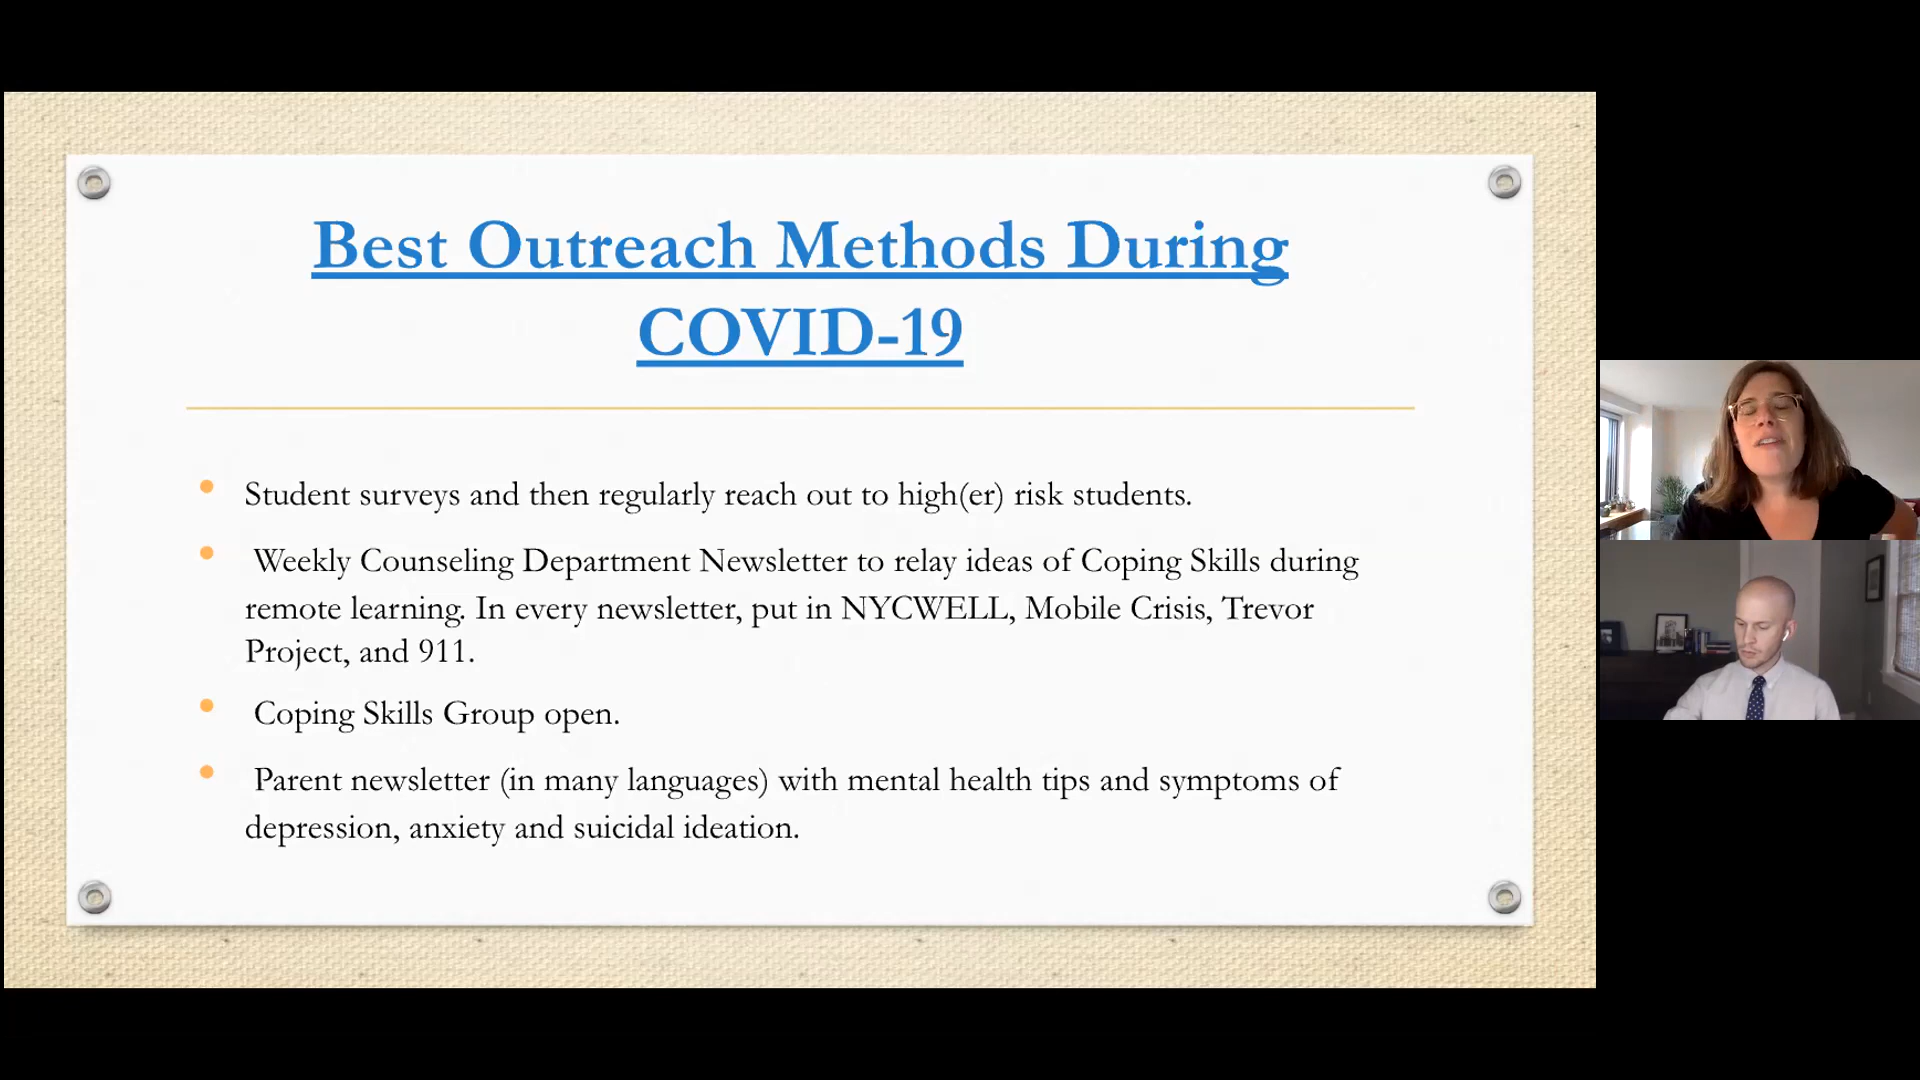 Best Outreach Methods During
COVID-19
Student surveys and then regularly reach out to high(er) risk students.
Weekly Counseling Department Newsletter to relay ideas of Coping Skills during
remote learning. In every newsletter, put in NYCWELL, Mobile Crisis, Trevor
Project, and 911.
Coping Skills Group open.
Parent newsletter (in many languages) with mental health tips and symptoms of
depression, anxiety and suicidal ideation.